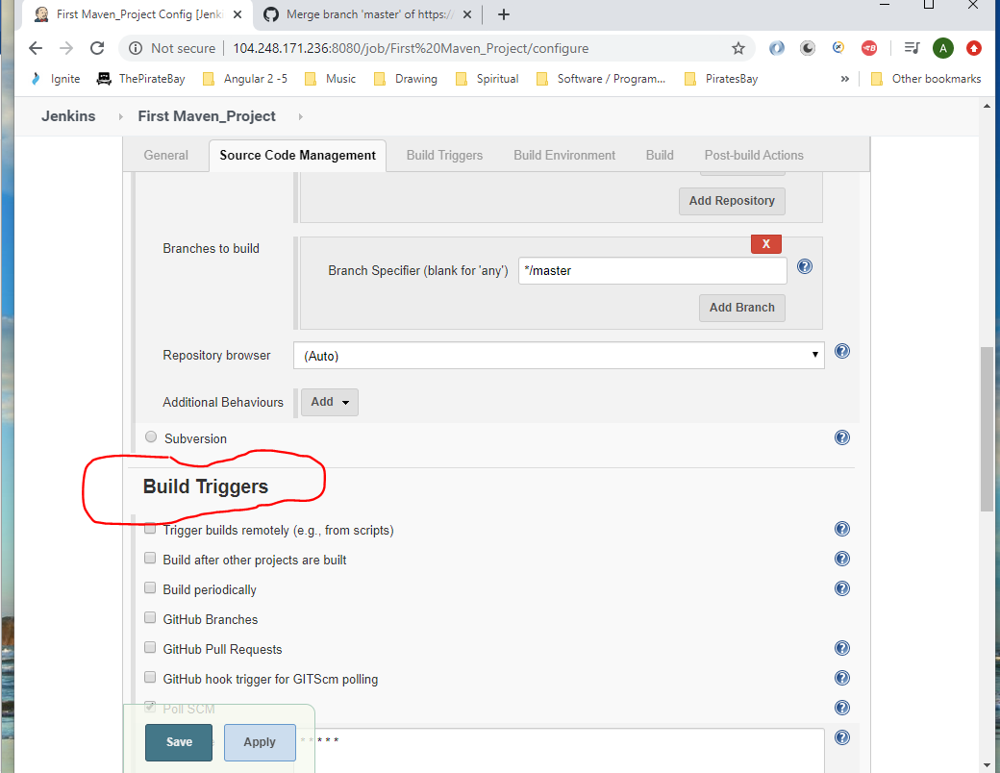 First Maven_Project Config [Jenki
Merge branch 'master' of https:/
Not secure
104.248.171.236:8080/job/First%20Maven_Project/configure
A
Ignite
ThePirateBay
Angular 2 -5
Music
Drawing
Spiritual
Software / Program...
PiratesBay
»
Other bookmarks
Jenkins
First Maven_Project
General
Source Code Management
Build Triggers
Build Environment
Build
Post-build Actions
Add Repository
Branches to build
X
Branch Specifier (blank for 'any')
*/master
Add Branch
Repository browser
(Auto)
Additional Behaviours
Add
Subversion
Build Triggers
Trigger builds remotely (e.g., from scripts)
Build after other projects are built
Build periodically
GitHub Branches
GitHub Pull Requests
GitHub hook trigger for GITScm polling
Poll SCM
Save
Apply
* * * * *